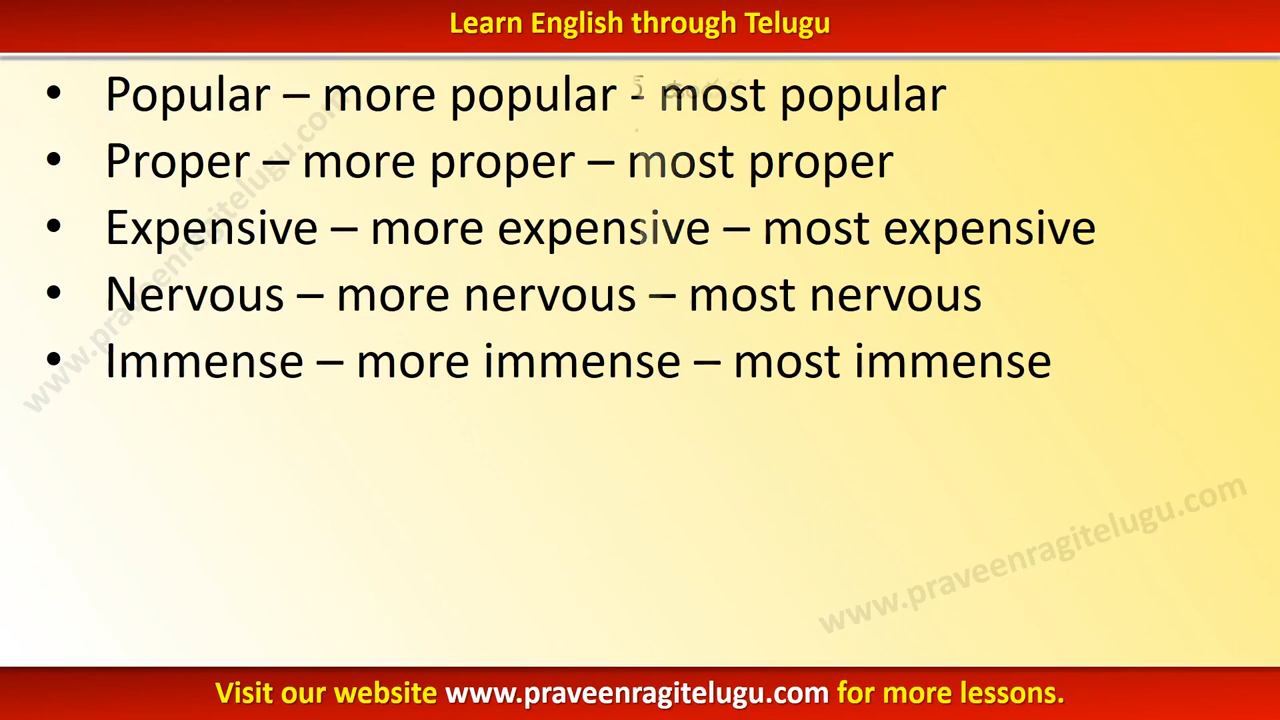 Learn English through Telugu
• Popular – more popular - most popular
• Proper – more proper – most proper
• Expensive – more expensive – most expensive
• Nervous – more nervous – most nervous
• Immense – more immense – most immense
www.praveenragitelugu.com
www.praveenragitelugu.com
Visit our website www.praveenragitelugu.com for more lessons.